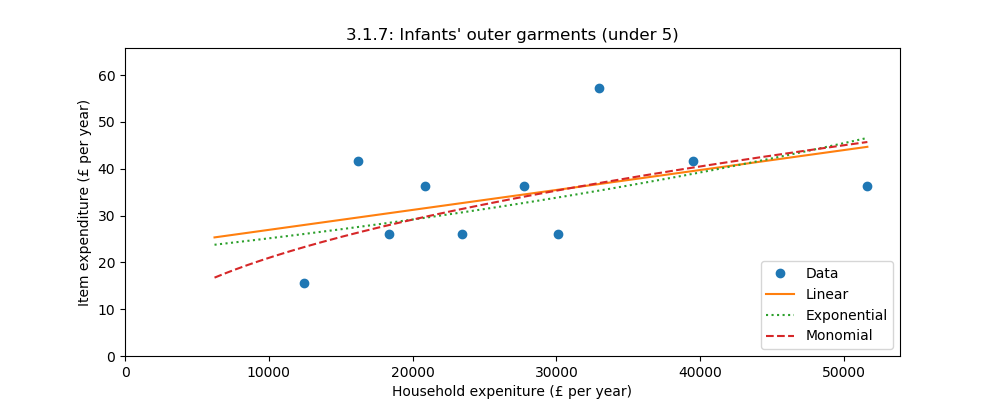 3.1.7: Infants' outer garments (under 5)
Item expenditure (£ per year)
60
50
40
30
20
10
0
0 10000 20000 30000 40000 50000
Household expeniture (£ per year)
Data
Linear
Exponential
Monomial